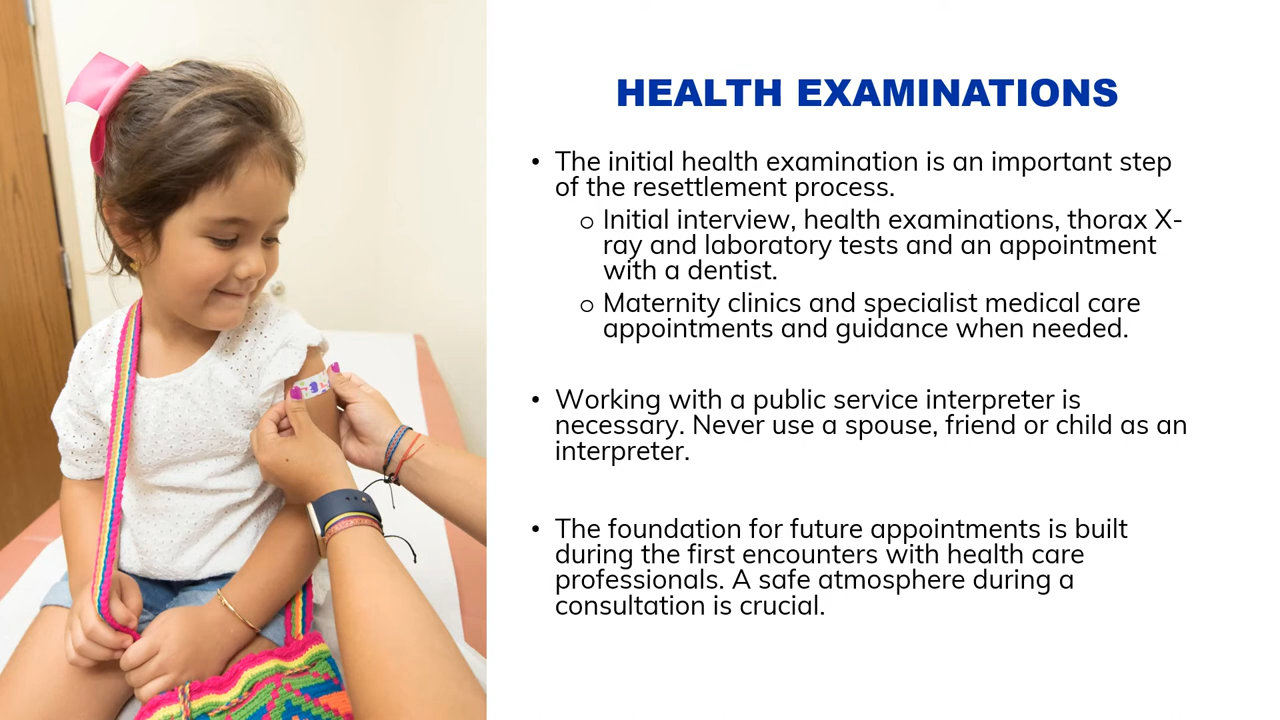 HEALTH EXAMINATIONS
• The initial health examination is an important step
of the resettlement process.
o Initial interview, health examinations, thorax X-
ray and laboratory tests and an appointment
with a dentist.
o Maternity clinics and specialist medical care
appointments and guidance when needed.
• Working with a public service interpreter is
necessary. Never use a spouse, friend or child as an
interpreter.
• The foundation for future appointments is built
during the first encounters with health care
professionals. A safe atmosphere during a
consultation is crucial.